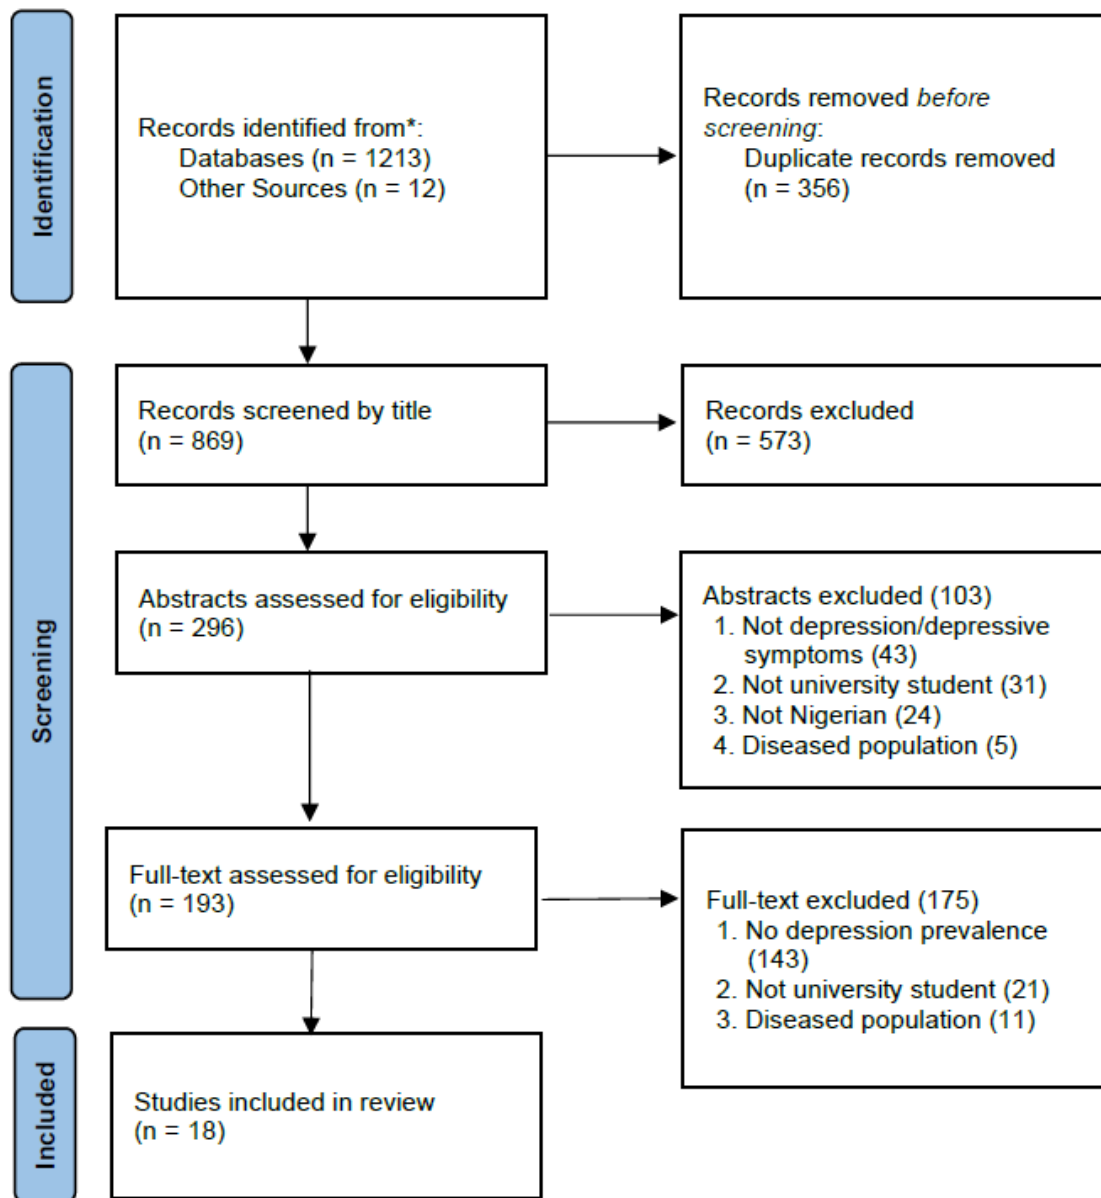 Identification
Records identified from*:
Databases (n = 1213)
Other Sources (n = 12)
Records removed before
screening:
Duplicate records removed
(n = 356)
Screening
Records screened by title
(n = 869)
Records excluded
(n = 573)
Abstracts assessed for eligibility
(n = 296)
Abstracts excluded (103)
1. Not depression/depressive
symptoms (43)
2. Not university student (31)
3. Not Nigerian (24)
4. Diseased population (5)
Full-text assessed for eligibility
(n = 193)
Full-text excluded (175)
1. No depression prevalence
(143)
2. Not university student (21)
3. Diseased population (11)
Included
Studies included in review
(n = 18)